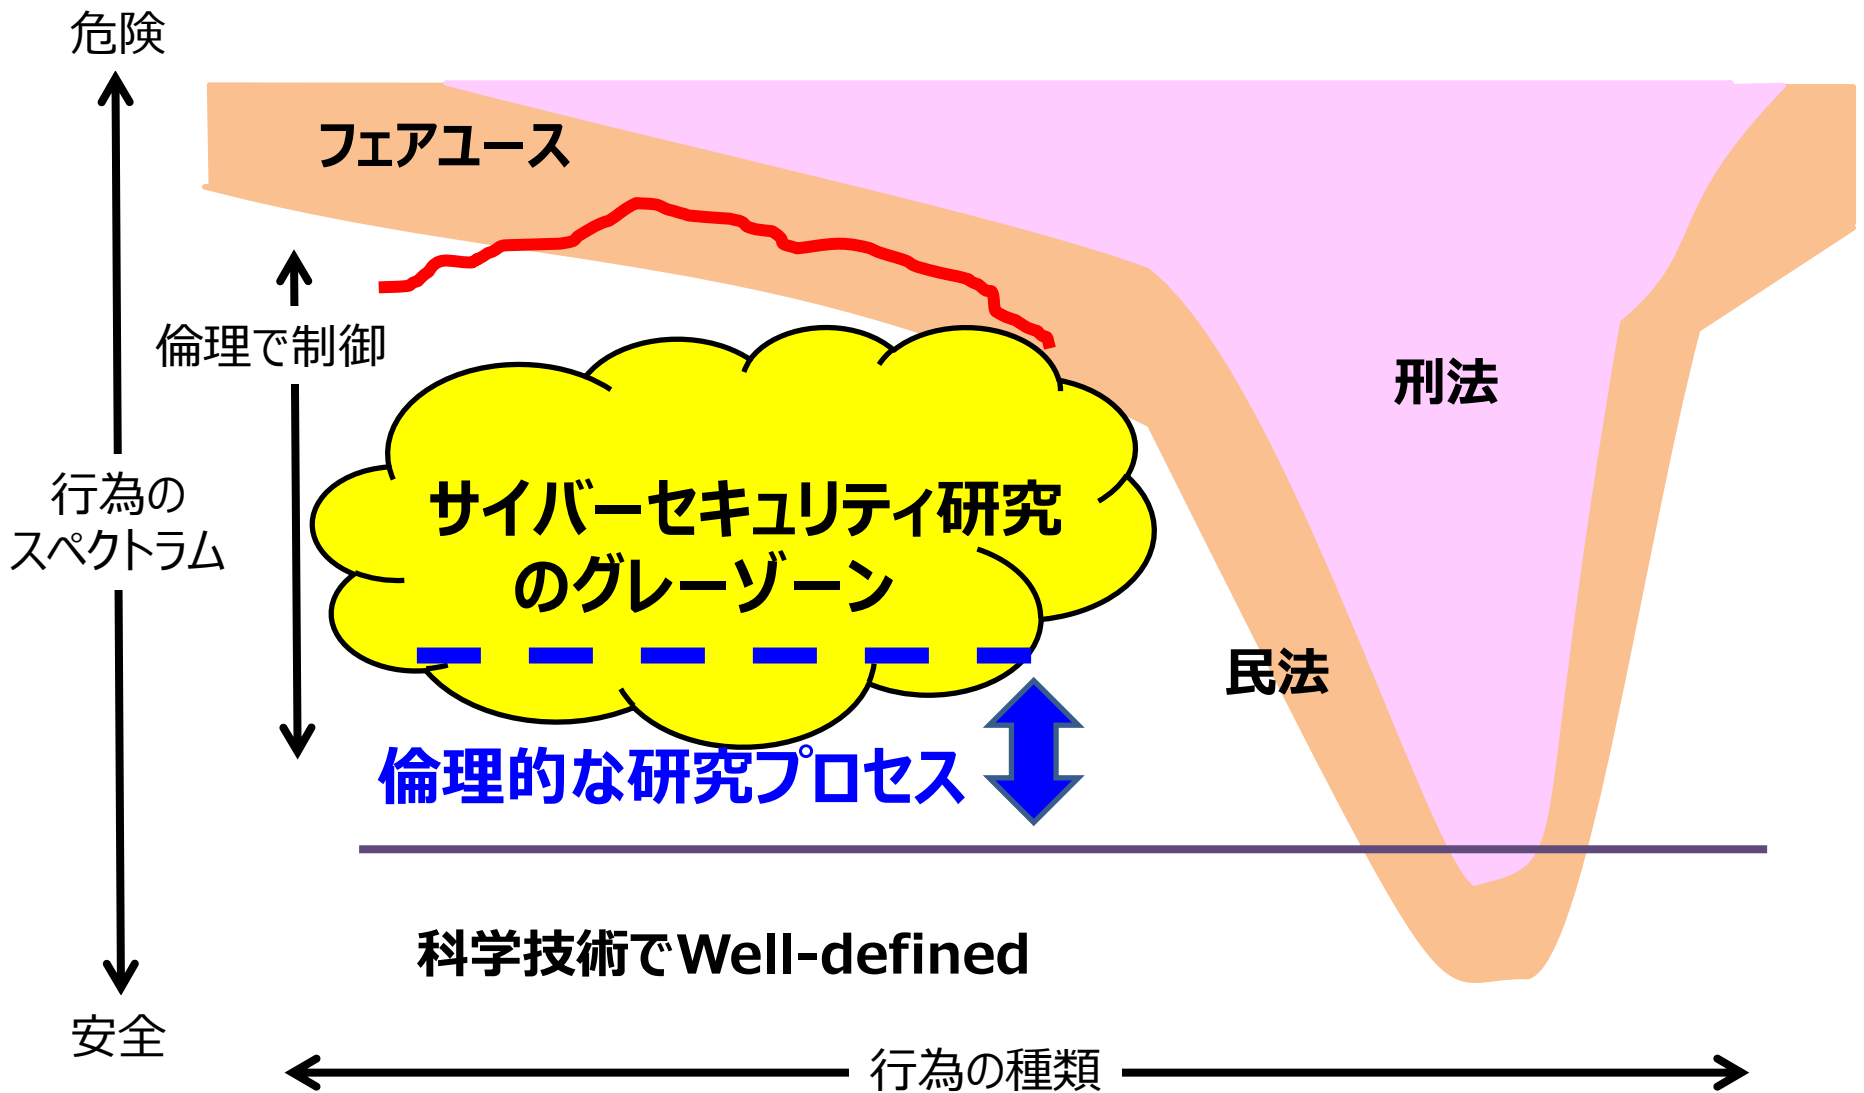 危険
フェアユース
倫理で制御
刑法
行為の
スペクトラム
サイバーセキュリティ研究
のグレーゾーン
民法
倫理的な研究プロセス
科学技術でWell-defined
安全
行為の種類